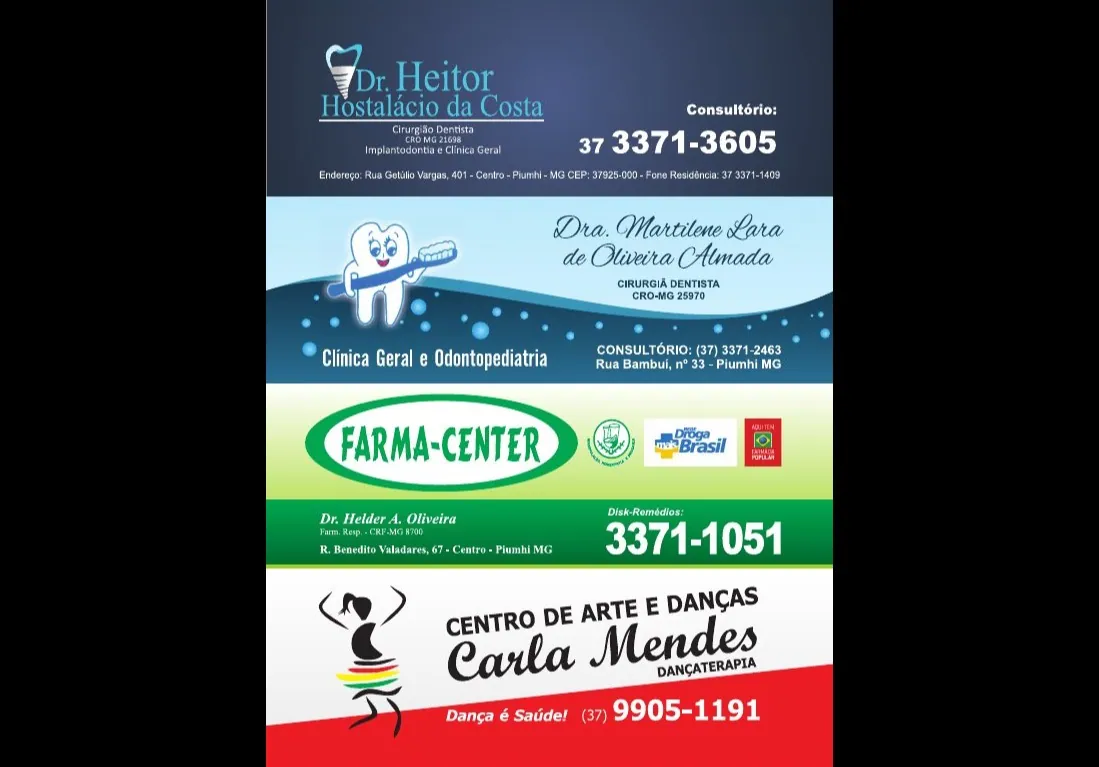 Dr. Heitor
Hostalácio da Costa
Cirurgião Dentista
CRO MG 21698
Implantodontia e Clínica Geral
Consultório:
37 3371-3605
Endereço: Rua Getúlio Vargas, 401 - Centro - Piumhi - MG CEP: 37925-000 - Fone Residência: 37 3371-1409
Dra. Martilene Lara
de Oliveira Almada
CIRURGIÃ DENTISTA
CRO-MG 25970
Clínica Geral e Odontopediatria
CONSULTÓRIO: (37) 3371-2463
Rua Bambuí, nº 33 - Piumhi MG
FARMA-CENTER
mais
Droga
Brasil
AQUI TEM
FARMÁCIA
POPULAR
Dr. Helder A. Oliveira
Farm. Resp. - CRF-MG 8700
R. Benedito Valadares, 67 - Centro - Piumhi MG
Disk-Remédios:
3371-1051
CENTRO DE ARTE E DANÇAS
Carla Mendes
DANÇATERAPIA
Dança é Saúde! (37) 9905-1191